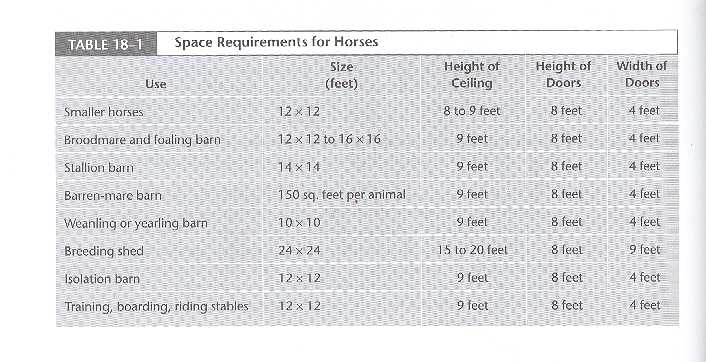 TABLE 18–1 Space Requirements for Horses
Use Size (feet) Height of Ceiling Height of Doors Width of Doors
Smaller horses 12 × 12 8 to 9 feet 8 feet 4 feet
Broodmare and foaling barn 12 × 12 to 16 × 16 9 feet 8 feet 4 feet
Stallion barn 14 × 14 9 feet 8 feet 4 feet
Barren-mare barn 150 sq. feet per animal 9 feet 8 feet 4 feet
Weanling or yearling barn 10 × 10 9 feet 8 feet 4 feet
Breeding shed 24 × 24 15 to 20 feet 8 feet 9 feet
Isolation barn 12 × 12 9 feet 8 feet 4 feet
Training, boarding, riding stables 12 × 12 9 feet 8 feet 4 feet